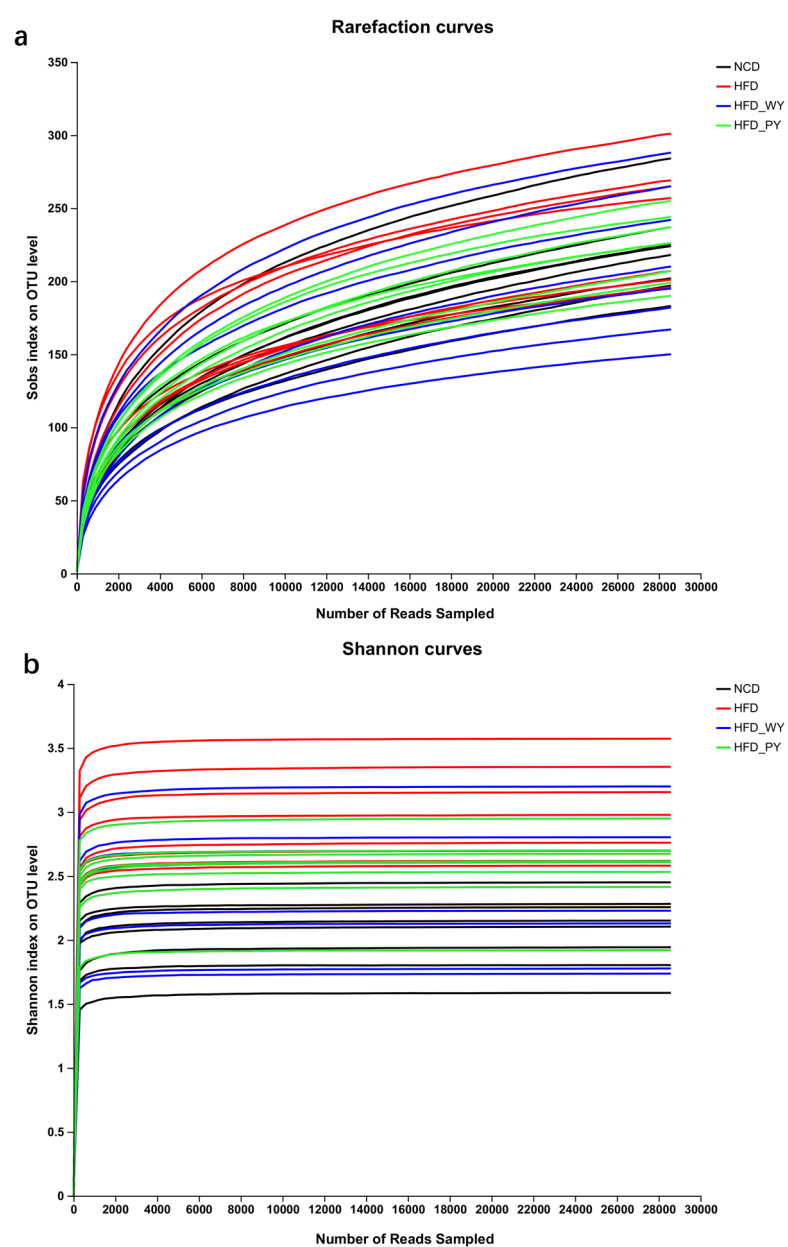 a
Rarefaction curves
350
300
250
200
150
100
50
0
Sobs index on OTU level
0 2000 4000 6000 8000 10000 12000 14000 16000 18000 20000 22000 24000 26000 28000 30000
Number of Reads Sampled
NCD
HFD
HFD_WY
HFD_PY
b
Shannon curves
4
3.5
3
2.5
2
1.5
1
0.5
0
Shannon index on OTU level
0 2000 4000 6000 8000 10000 12000 14000 16000 18000 20000 22000 24000 26000 28000 30000
Number of Reads Sampled
NCD
HFD
HFD_WY
HFD_PY